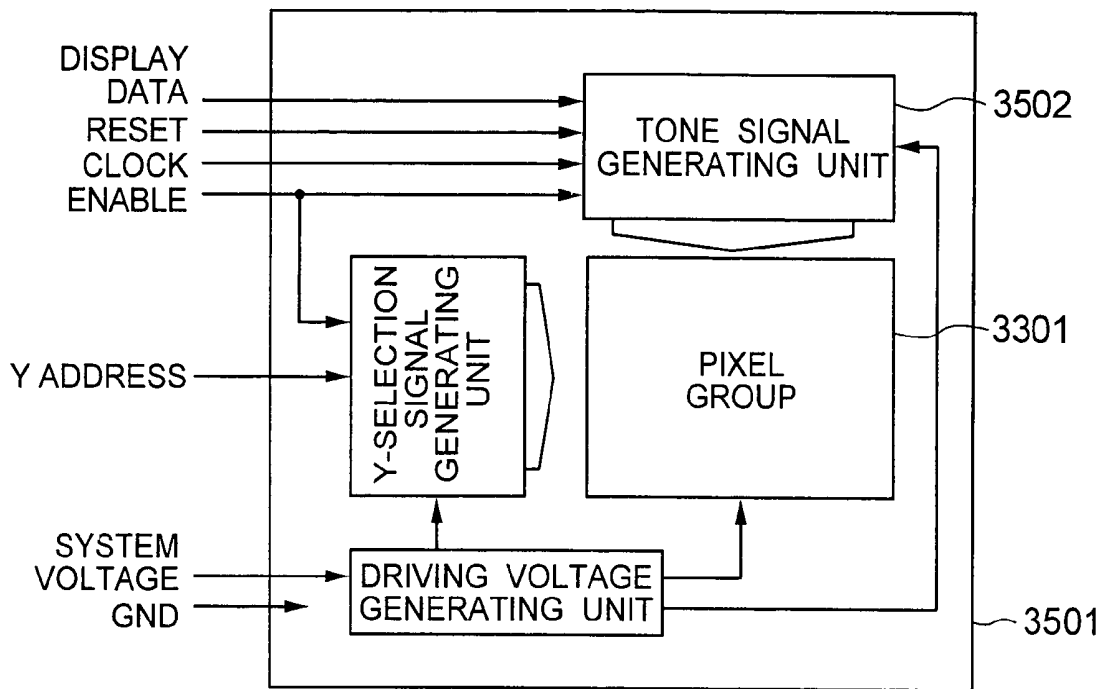 DISPLAY
DATA
RESET
CLOCK
ENABLE
TONE SIGNAL
GENERATING UNIT
3502
Y-SELECTION
SIGNAL
GENERATING
UNIT
Y ADDRESS
PIXEL
GROUP
3301
SYSTEM
VOLTAGE
GND
DRIVING VOLTAGE
GENERATING UNIT
3501